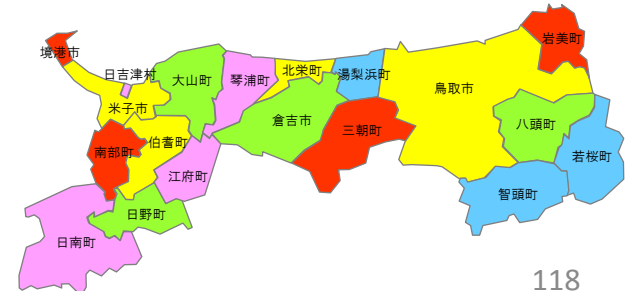 岩美町
境港市
日吉津村
大山町
琴浦町
北栄町
湯梨浜町
鳥取市
米子市
倉吉市
三朝町
八頭町
南部町
伯耆町
若桜町
江府町
智頭町
日野町
日南町
118